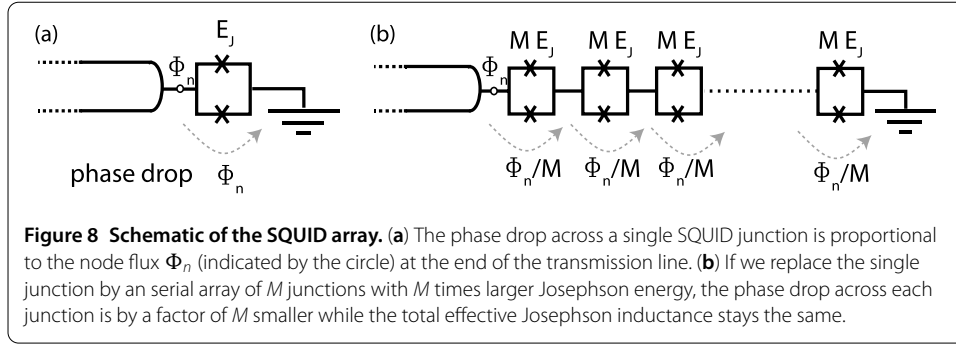 (a)
E_J
Φ_n
phase drop Φ_n
(b)
M E_J M E_J M E_J M E_J
Φ_n
Φ_n/M Φ_n/M Φ_n/M Φ_n/M
Figure 8 Schematic of the SQUID array. (a) The phase drop across a single SQUID junction is proportional
to the node flux Φ_n (indicated by the circle) at the end of the transmission line. (b) If we replace the single
junction by an serial array of M junctions with M times larger Josephson energy, the phase drop across each
junction is by a factor of M smaller while the total effective Josephson inductance stays the same.